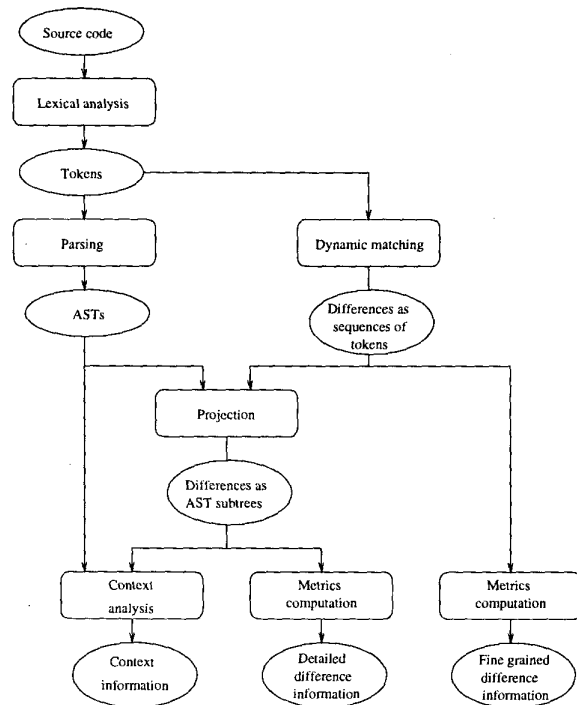 Source code
Lexical analysis
Tokens
Parsing
Dynamic matching
ASTs
Differences as
sequences of
tokens
Projection
Differences as
AST subtrees
Context
analysis
Metrics
computation
Metrics
computation
Context
information
Detailed
difference
information
Fine grained
difference
information